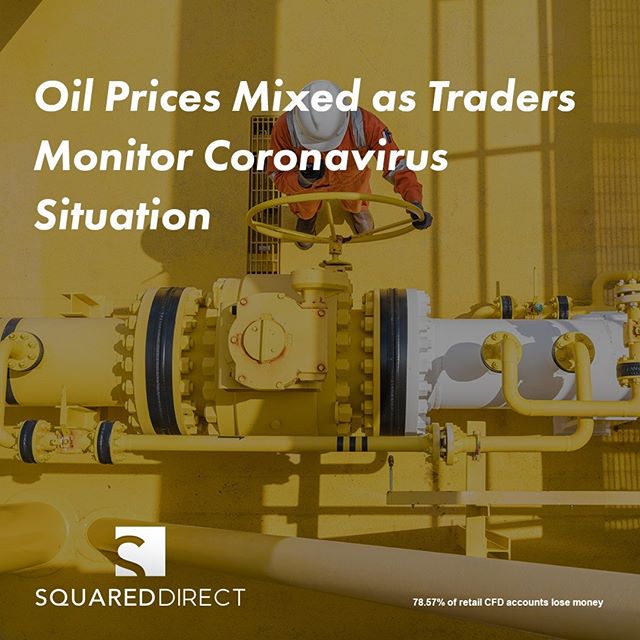 Oil Prices Mixed as Traders
Monitor Coronavirus
Situation
S
SQUAREDDIRECT
78.57% of retail CFD accounts lose money